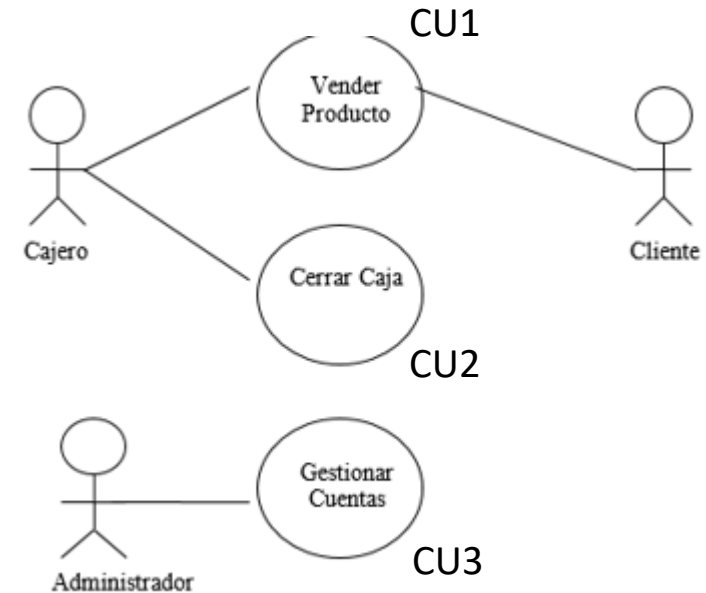 CU1
Vender
Producto
Cajero
Cliente
Cerrar Caja
CU2
Gestionar
Cuentas
CU3
Administrador